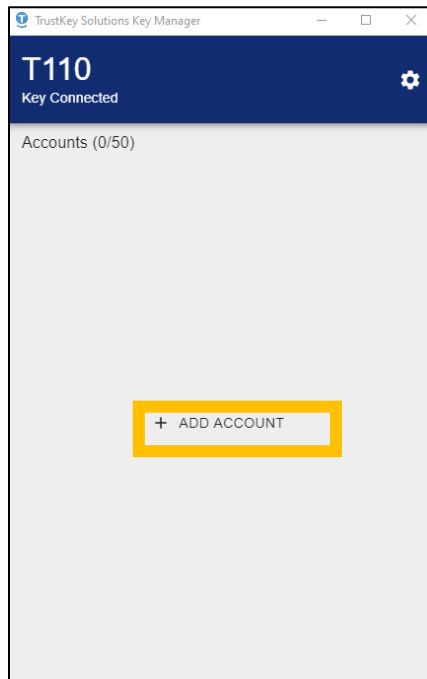 TrustKey Solutions Key Manager
T110
Key Connected
Accounts (0/50)
+ ADD ACCOUNT